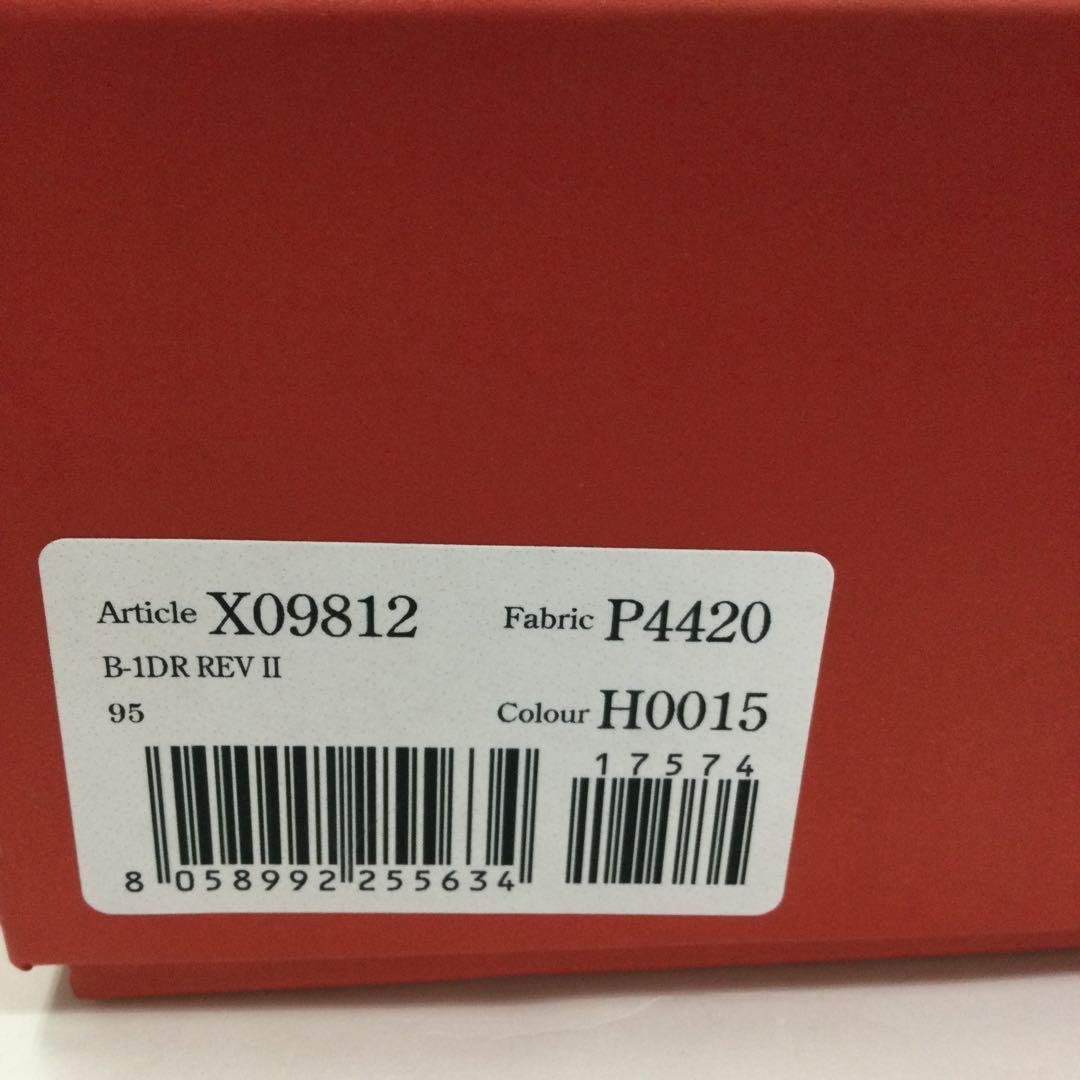 Article X09812 Fabric P4420
B-1DR REV II
95 Colour H0015
17574
8 058992 255634